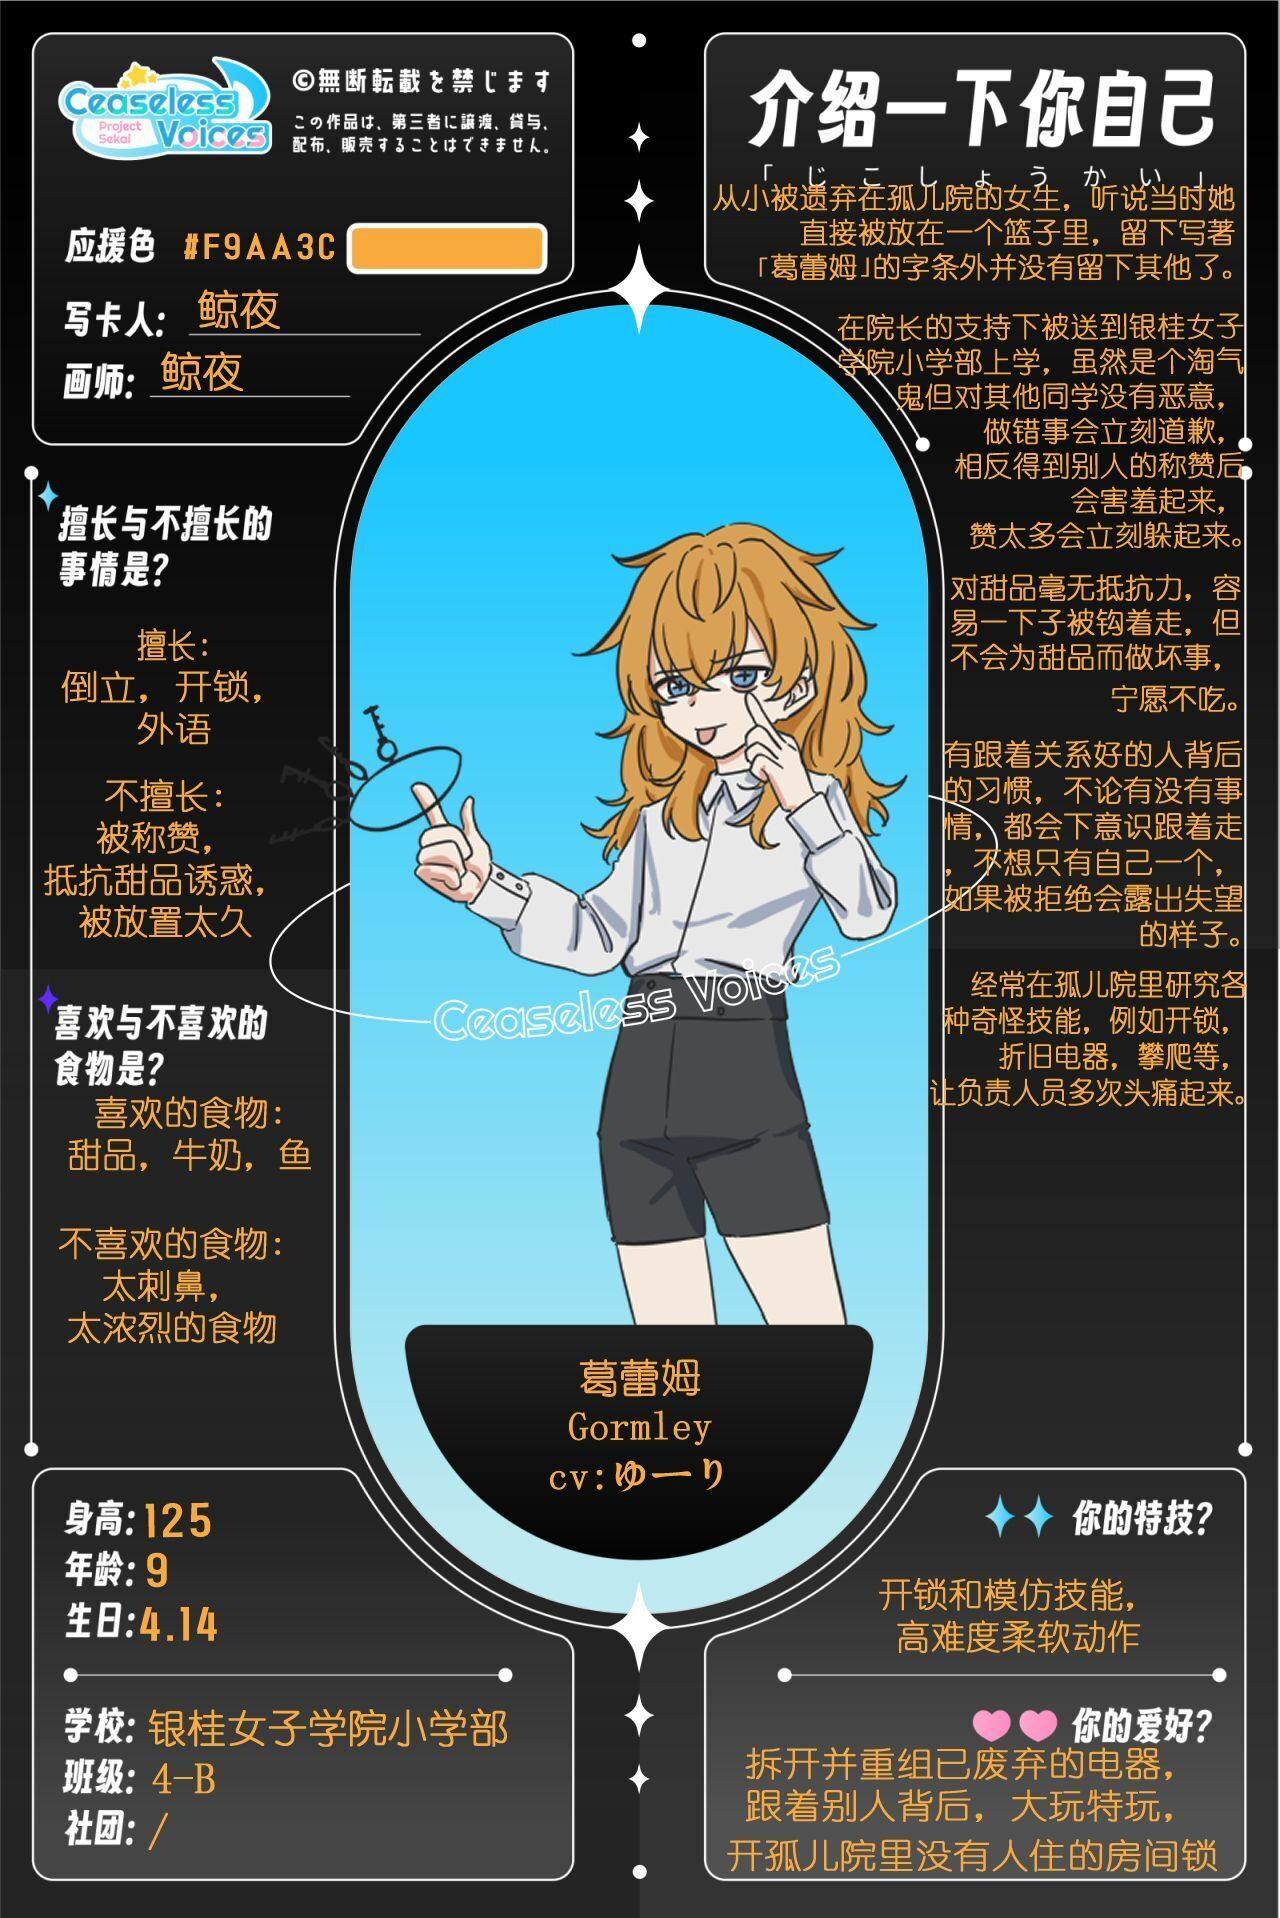 Ceaseless
Project
Sekai
Voices
©無断転載を禁じます
この作品は、第三者に譲渡、貸与、
配布、販売することはできません。
应援色 #F9AA3C
写卡人: 鲸夜
画师: 鲸夜
介绍一下你自己
「じこしょうかい」
从小被遗弃在孤儿院的女生，听说当时她
直接被放在一个篮子里，留下写著
「葛蕾姆」的字条外并没有留下其他了。
在院长的支持下被送到银桂女子
学院小学部上学，虽然是个淘气
鬼但对其他同学没有恶意，
做错事会立刻道歉，
相反得到别人的称赞后
会害羞起来，
赞太多会立刻躲起来。
对甜品毫无抵抗力，容
易一下子被钩着走，但
不会为甜品而做坏事，
宁愿不吃。
有跟着关系好的人背后
的习惯，不论有没有事
情，都会下意识跟着走
，不想只有自己一个，
如果被拒绝会露出失望
的样子。
经常在孤儿院里研究各
种奇怪技能，例如开锁，
折旧电器，攀爬等，
让负责人员多次头痛起来。
擅长与不擅长的
事情是?
擅长:
倒立，开锁，
外语
不擅长:
被称赞，
抵抗甜品诱惑，
被放置太久
喜欢与不喜欢的
食物是?
喜欢的食物:
甜品，牛奶，鱼
不喜欢的食物:
太刺鼻，
太浓烈的食物
Ceaseless Voices
葛蕾姆
Gormley
cv:ゆーり
身高:125
年龄:9
生日:4.14
学校:银桂女子学院小学部
班级: 4-B
社团: /
你的特技?
开锁和模仿技能，
高难度柔软动作
你的爱好?
拆开并重组已废弃的电器，
跟着别人背后，大玩特玩，
开孤儿院里没有人住的房间锁